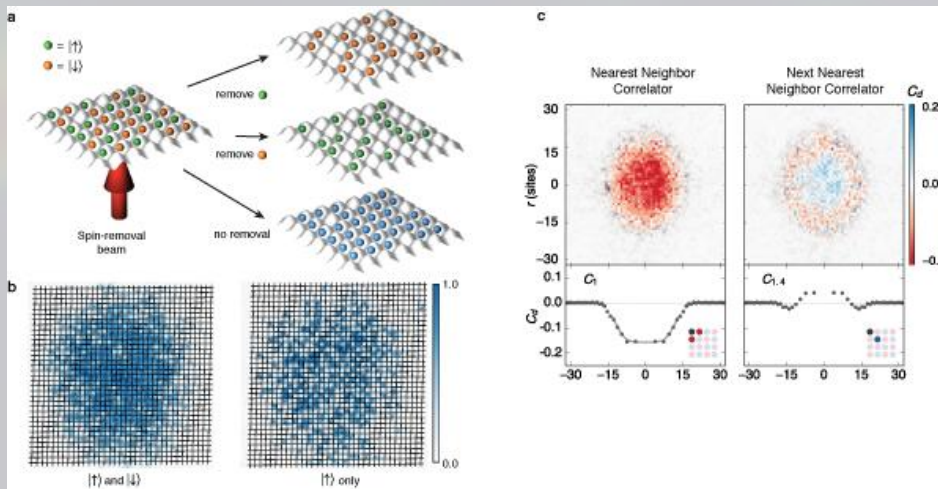 a
= |↑⟩
= |↓⟩
remove
remove
no removal
Spin-removal
beam
b
1.0
0.0
|↑⟩ and |↓⟩
|↑⟩ only
c
Nearest Neighbor
Correlator
Next Nearest
Neighbor Correlator
C_d
0.2
0.0
r (sites)
30
15
0
−15
−30
0.1
0.0
−0.1
−0.2
C_d
C_1
C_1.4
−30 −15 0 15 30
−30 −15 0 15 30